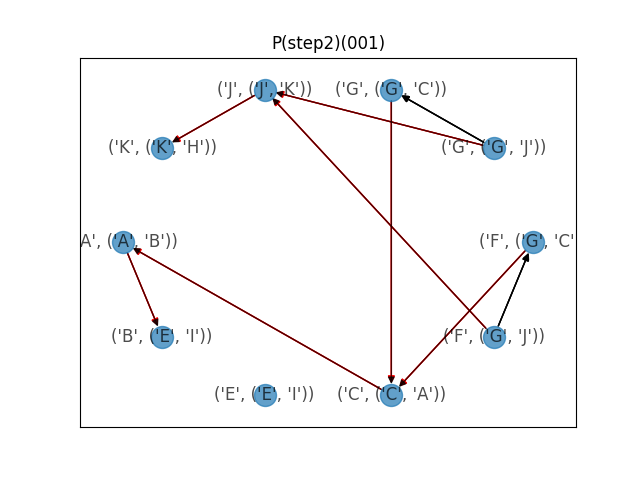 P(step2)(001)
('J', ('J', 'K')) ('G', ('G', 'C'))
('K', ('K', 'H')) ('G', ('G', 'J'))
A', ('A', 'B')) ('F', ('G', 'C'
('B', ('E', 'I')) ('F', ('G', 'J'))
('E', ('E', 'I')) ('C', ('C', 'A'))